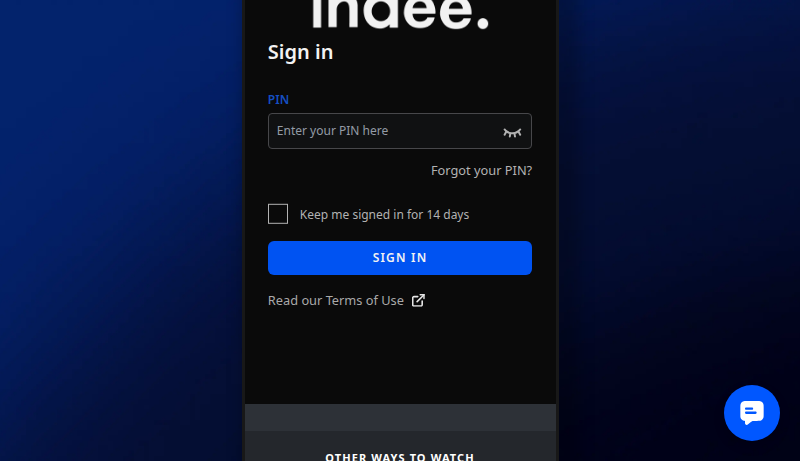 indee.
Sign in
PIN
Enter your PIN here
Forgot your PIN?
Keep me signed in for 14 days
SIGN IN
Read our Terms of Use
OTHER WAYS TO WATCH